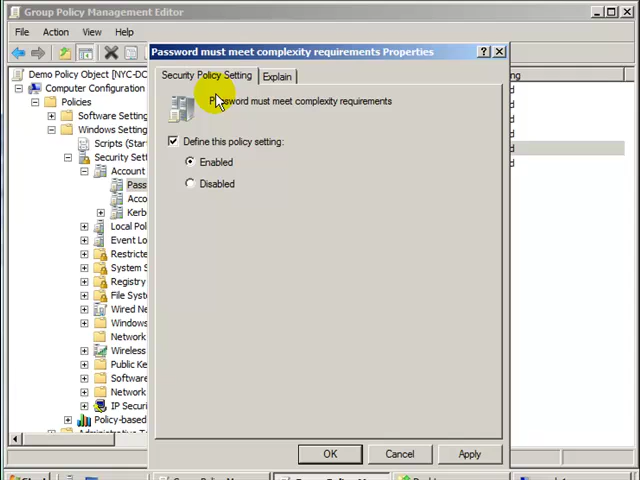 Group Policy Management Editor
File Action View Help
Password must meet complexity requirements Properties
Security Policy Setting Explain
Password must meet complexity requirements
Define this policy setting:
Enabled
Disabled
Demo Policy Object [NYC-DC
Computer Configuration
Policies
Software Setting
Windows Setting
Scripts (Star
Security Sett
Account
Pass
Acco
Kerb
Local Po
Event Lo
Restricte
System S
Registry
File Syst
Wired Ne
Windows
Network
Wireless
Public Ke
Software
Network
IP Securi
Policy-based
OK Cancel Apply